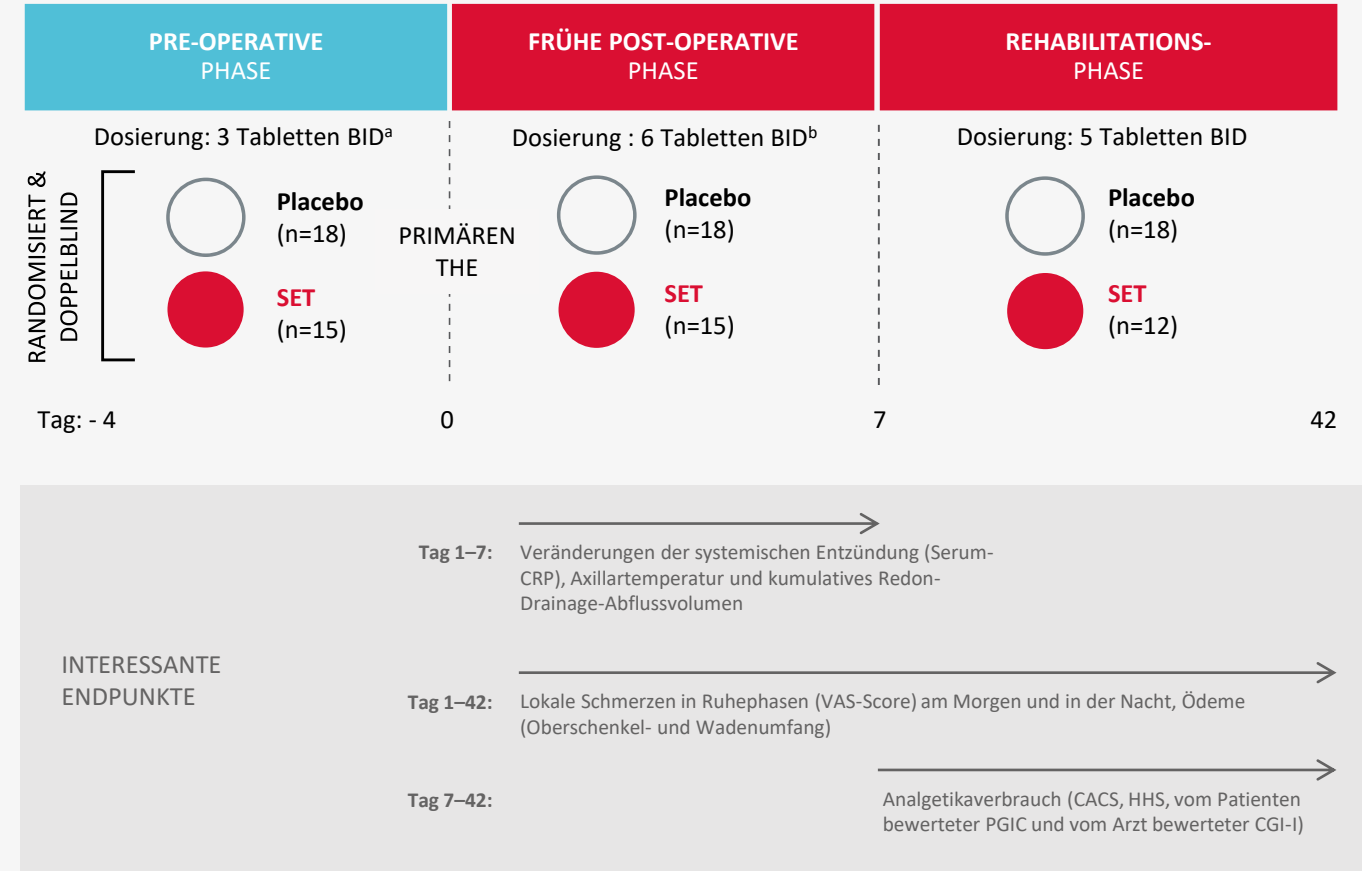 PRE-OPERATIVE
PHASE
FRÜHE POST-OPERATIVE
PHASE
REHABILITATIONS-
PHASE
Dosierung: 3 Tabletten BIDᵃ
Dosierung : 6 Tabletten BIDᵇ
Dosierung: 5 Tabletten BID
RANDOMISIERT &
DOPPELBLIND
Placebo
(n=18)
SET
(n=15)
PRIMÄREN
THE
Placebo
(n=18)
SET
(n=15)
Placebo
(n=18)
SET
(n=12)
Tag: - 4
0
7
42
INTERESSANTE
ENDPUNKTE
Tag 1–7:
Veränderungen der systemischen Entzündung (Serum-
CRP), Axillartemperatur und kumulatives Redon-
Drainage-Abflussvolumen
Tag 1–42:
Lokale Schmerzen in Ruhephasen (VAS-Score) am Morgen und in der Nacht, Ödeme
(Oberschenkel- und Wadenumfang)
Tag 7–42:
Analgetikaverbrauch (CACS, HHS, vom Patienten
bewerteter PGIC und vom Arzt bewerteter CGI-I)